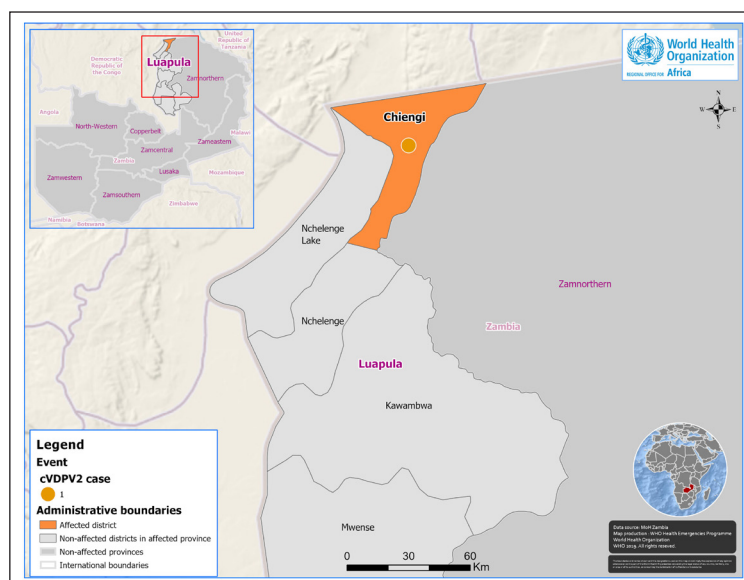 United
Republic of
Tanzania
Democratic
Republic of
the Congo
Luapula
Zamnorthern
Angola
North-Western
Copperbelt
Malawi
Zameastern
Zamcentral
Zambia
Lusaka
Mozambique
Zamwestern
Zamsouthern
Zimbabwe
Namibia
Botswana
World Health
Organization
REGIONAL OFFICE FOR Africa
N
W E
S
Chiengi
Nchelenge
Lake
Zamnorthern
Nchelenge
Zambia
Luapula
Kawambwa
Mwense
Legend
Event
cVDPV2 case
1
Administrative boundaries
Affected district
Non-affected districts in affected province
Non-affected provinces
International boundaries
0 30 60
Km
Data source: MoH Zambia
Map production : WHO Health Emergencies Programme
World Health Organization
WHO 2019. All rights reseved.